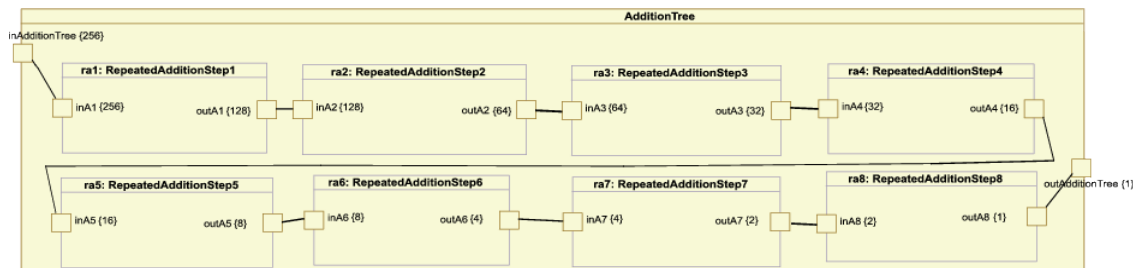 AdditionTree
inAdditionTree {256}
ra1: RepeatedAdditionStep1
ra2: RepeatedAdditionStep2
ra3: RepeatedAdditionStep3
ra4: RepeatedAdditionStep4
inA1 {256}
outA1 {128}
inA2 {128}
outA2 {64}
inA3 {64}
outA3 {32}
inA4 {32}
outA4 {16}
ra5: RepeatedAdditionStep5
ra6: RepeatedAdditionStep6
ra7: RepeatedAdditionStep7
ra8: RepeatedAdditionStep8
outAdditionTree {1}
inA5 {16}
outA5 {8}
inA6 {8}
outA6 {4}
inA7 {4}
outA7 {2}
inA8 {2}
outA8 {1}